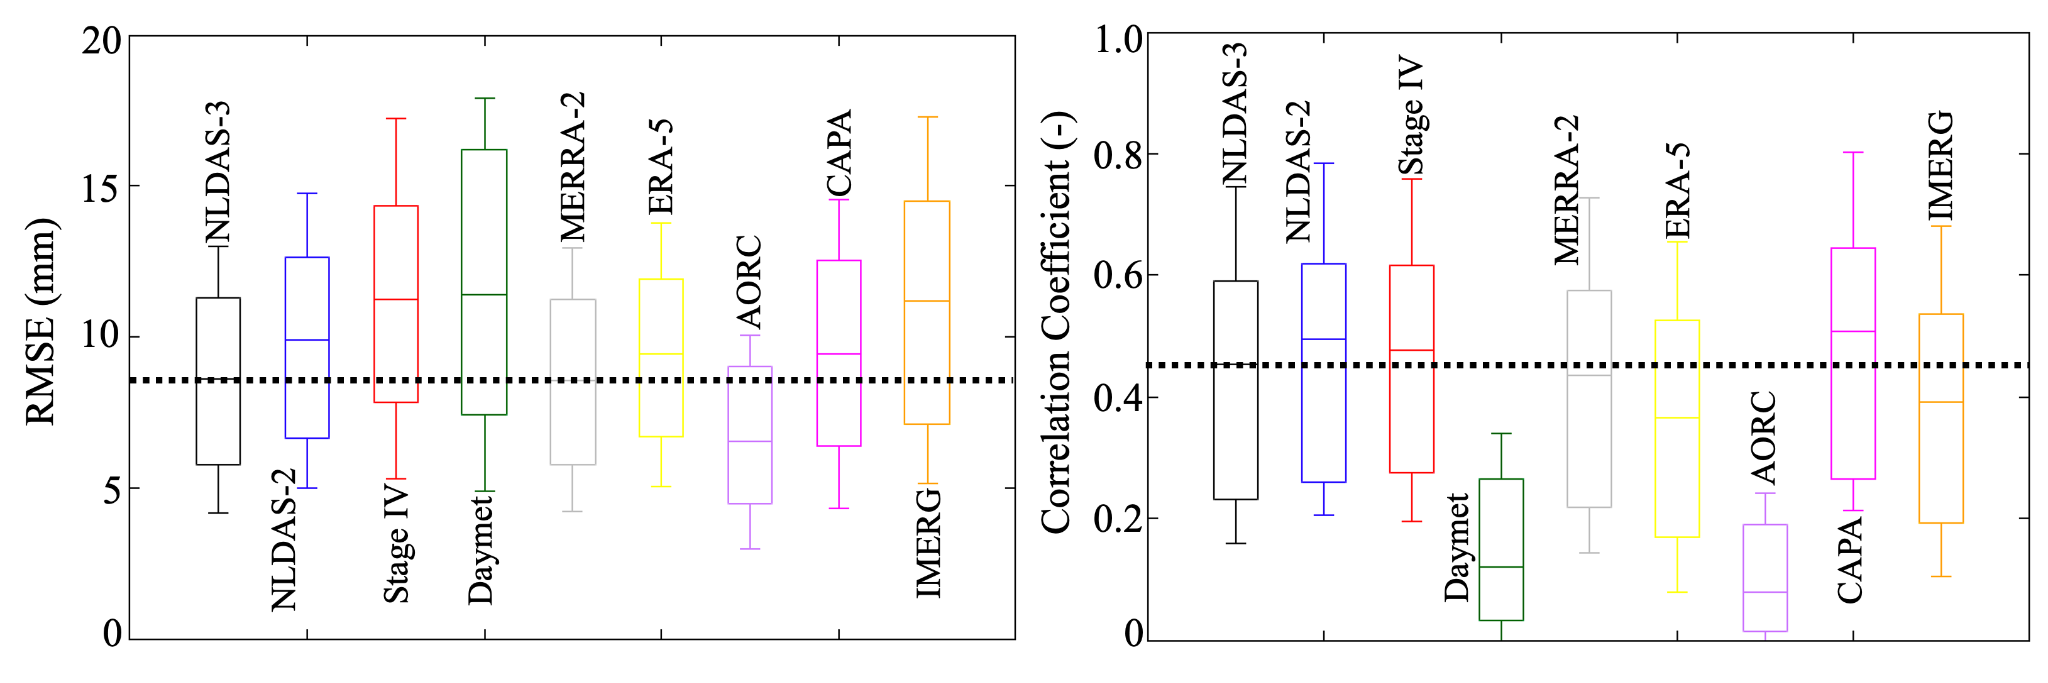 RMSE (mm)
20
15
10
5
0
NLDAS-3
NLDAS-2
Stage IV
Daymet
MERRA-2
ERA-5
AORC
CAPA
IMERG
Correlation Coefficient (-)
1.0
0.8
0.6
0.4
0.2
0
NLDAS-3
NLDAS-2
Stage IV
Daymet
MERRA-2
ERA-5
AORC
CAPA
IMERG